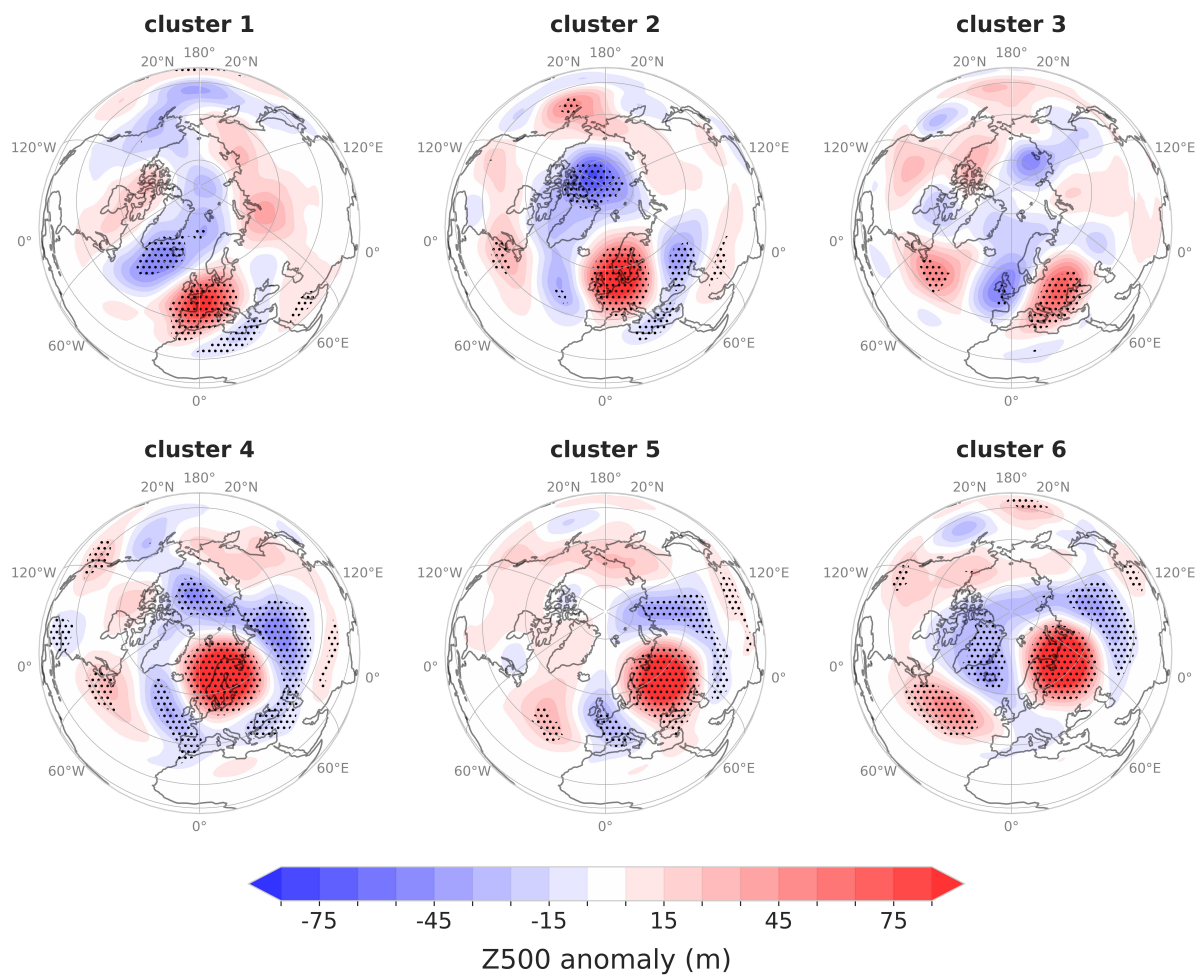 cluster 1 cluster 2 cluster 3
180° 180° 180°
20°N 20°N 20°N 20°N 20°N 20°N
120°W 120°E 120°W 120°E 120°W 120°E
0° 0° 0° 0° 0° 0°
60°W 60°E 60°W 60°E 60°W 60°E
0° 0° 0°
cluster 4 cluster 5 cluster 6
180° 180° 180°
20°N 20°N 20°N 20°N 20°N 20°N
120°W 120°E 120°W 120°E 120°W 120°E
0° 0° 0° 0° 0° 0°
60°W 60°E 60°W 60°E 60°W 60°E
0° 0° 0°
-75 -45 -15 15 45 75
Z500 anomaly (m)